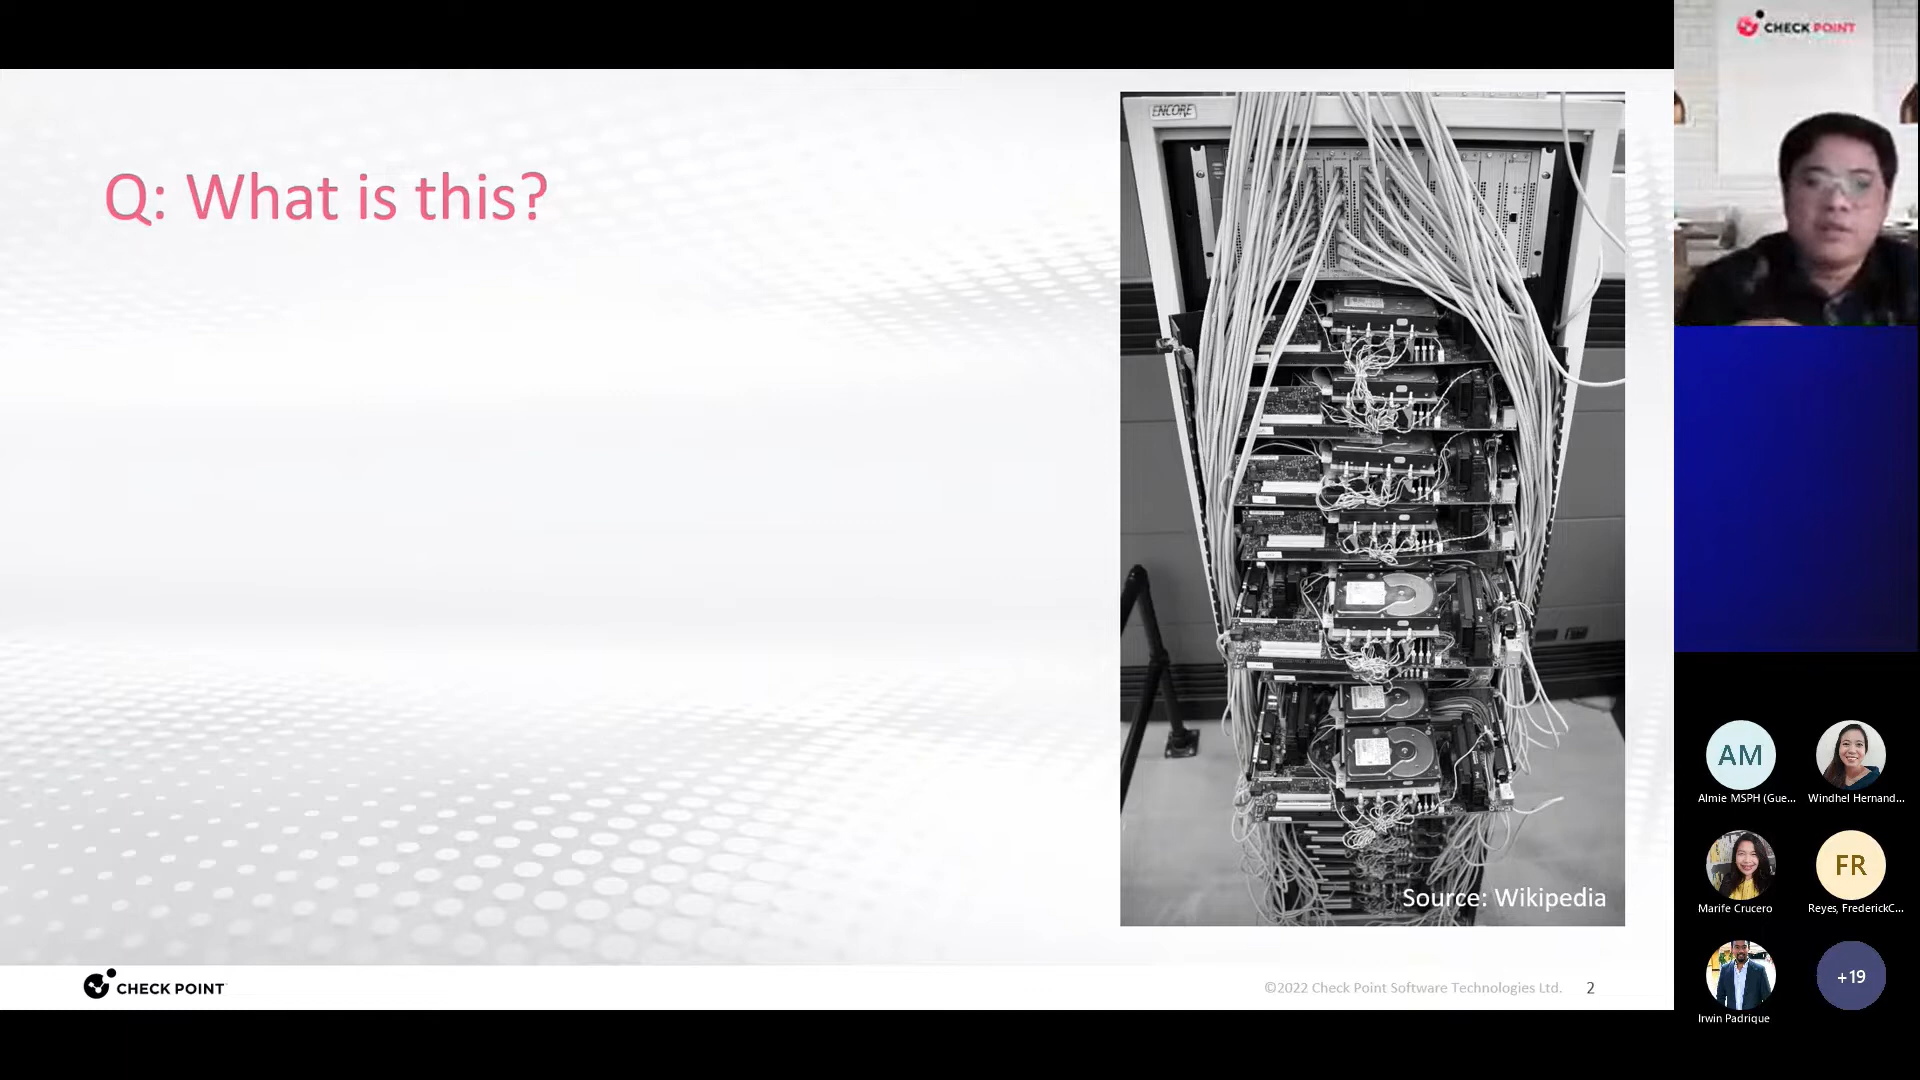 Q: What is this?
ENCORE
Source: Wikipedia
CHECK POINT
©2022 Check Point Software Technologies Ltd.
2
CHECK POINT
AM
Almie MSPH (Gue...
Windhel Hernand...
Marife Crucero
FR
Reyes, FrederickC...
Irwin Padrique
+19